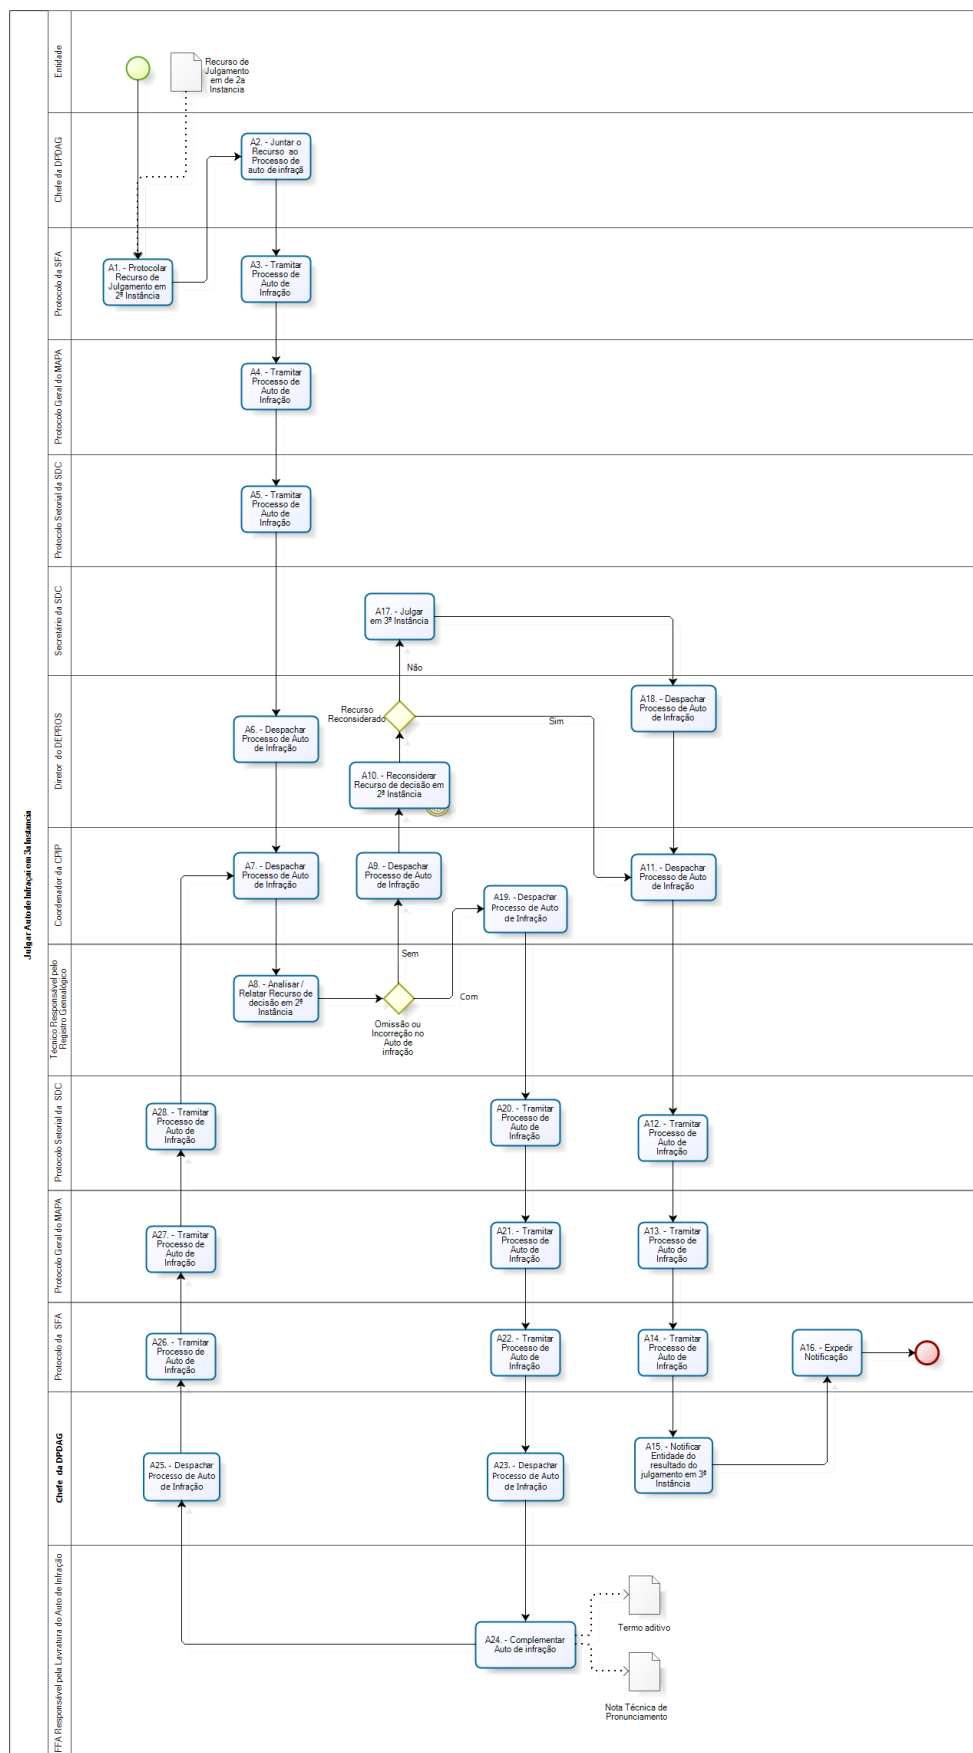 Julgar Auto de Infraçai em 3a Instancia
Entidade
Recurso de
Julgamento
em de 2a
Instancia
Chefe da DPDAG
A2. - Juntar o
Recurso ao
Processo de
auto de infraçã
Protocolo da SFA
A1. - Protocolar
Recurso de
Julgamento em
2ª Instância
A3. - Tramitar
Processo de
Auto de
Infração
Protocolo Geral do MAPA
A4. - Tramitar
Processo de
Auto de
Infração
Protocolo Setorial da SDC
A5. - Tramitar
Processo de
Auto de
Infração
Secretário da SDC
A17. - Julgar
em 3ª Instância
Não
Diretor do DEPROS
A6. - Despachar
Processo de Auto
de Infração
Recurso
Reconsiderado
Sim
A10. - Reconsiderar
Recurso de decisão em
2ª Instância
A18. - Despachar
Processo de Auto
de Infração
Coordenador da CPIP
A7. - Despachar
Processo de Auto
de Infração
A9. - Despachar
Processo de Auto
de Infração
A19. - Despachar
Processo de Auto
de Infração
A11. - Despachar
Processo de Auto
de Infração
Técnico Responsável pelo
Registro Genealógico
A8. - Analisar /
Relatar Recurso de
decisão em 2ª
Instância
Sem
Com
Omissão ou
Incorreção no
Auto de
infração
Protocolo Setorial da SDC
A28. - Tramitar
Processo de
Auto de
Infração
A20. - Tramitar
Processo de
Auto de
Infração
A12. - Tramitar
Processo de
Auto de
Infração
Protocolo Geral do MAPA
A27. - Tramitar
Processo de
Auto de
Infração
A21. - Tramitar
Processo de
Auto de
Infração
A13. - Tramitar
Processo de
Auto de
Infração
Protocolo da SFA
A26. - Tramitar
Processo de
Auto de
Infração
A22. - Tramitar
Processo de
Auto de
Infração
A14. - Tramitar
Processo de
Auto de
Infração
A16. - Expedir
Notificação
Chefe da DPDAG
A25. - Despachar
Processo de Auto
de Infração
A23. - Despachar
Processo de Auto
de Infração
A15. - Notificar
Entidade do
resultado do
julgamento em 3ª
Instância
FFA Responsável pela Lavratura do Auto de Infração
A24. - Complementar
Auto de infração
Termo aditivo
Nota Técnica de
Pronunciamento